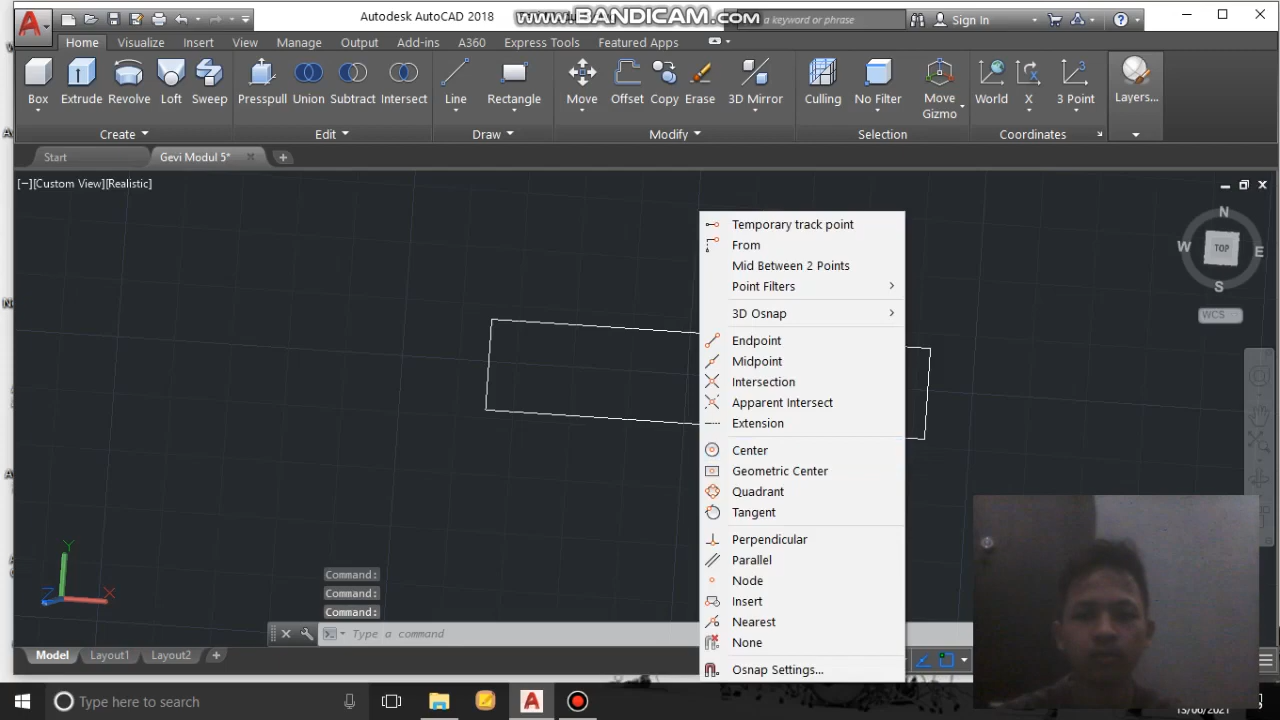 Autodesk AutoCAD 2018
www.BANDICAM.com
a keyword or phrase
Sign In
Home
Visualize
Insert
View
Manage
Output
Add-ins
A360
Express Tools
Featured Apps
Box
Extrude
Revolve
Loft
Sweep
Presspull
Union
Subtract
Intersect
Line
Rectangle
Move
Offset
Copy
Erase
3D Mirror
Culling
No Filter
Move
Gizmo
World
X
3 Point
Layers...
Create
Edit
Draw
Modify
Selection
Coordinates
Start
Gevi Modul 5*
[−][Custom View][Realistic]
N
W
TOP
E
S
WCS
Temporary track point
From
Mid Between 2 Points
Point Filters
3D Osnap
Endpoint
Midpoint
Intersection
Apparent Intersect
Extension
Center
Geometric Center
Quadrant
Tangent
Perpendicular
Parallel
Node
Insert
Nearest
None
Osnap Settings...
Y
Z
X
Command:
Command:
Command:
Type a command
Model
Layout1
Layout2
Type here to search
13/06/2021